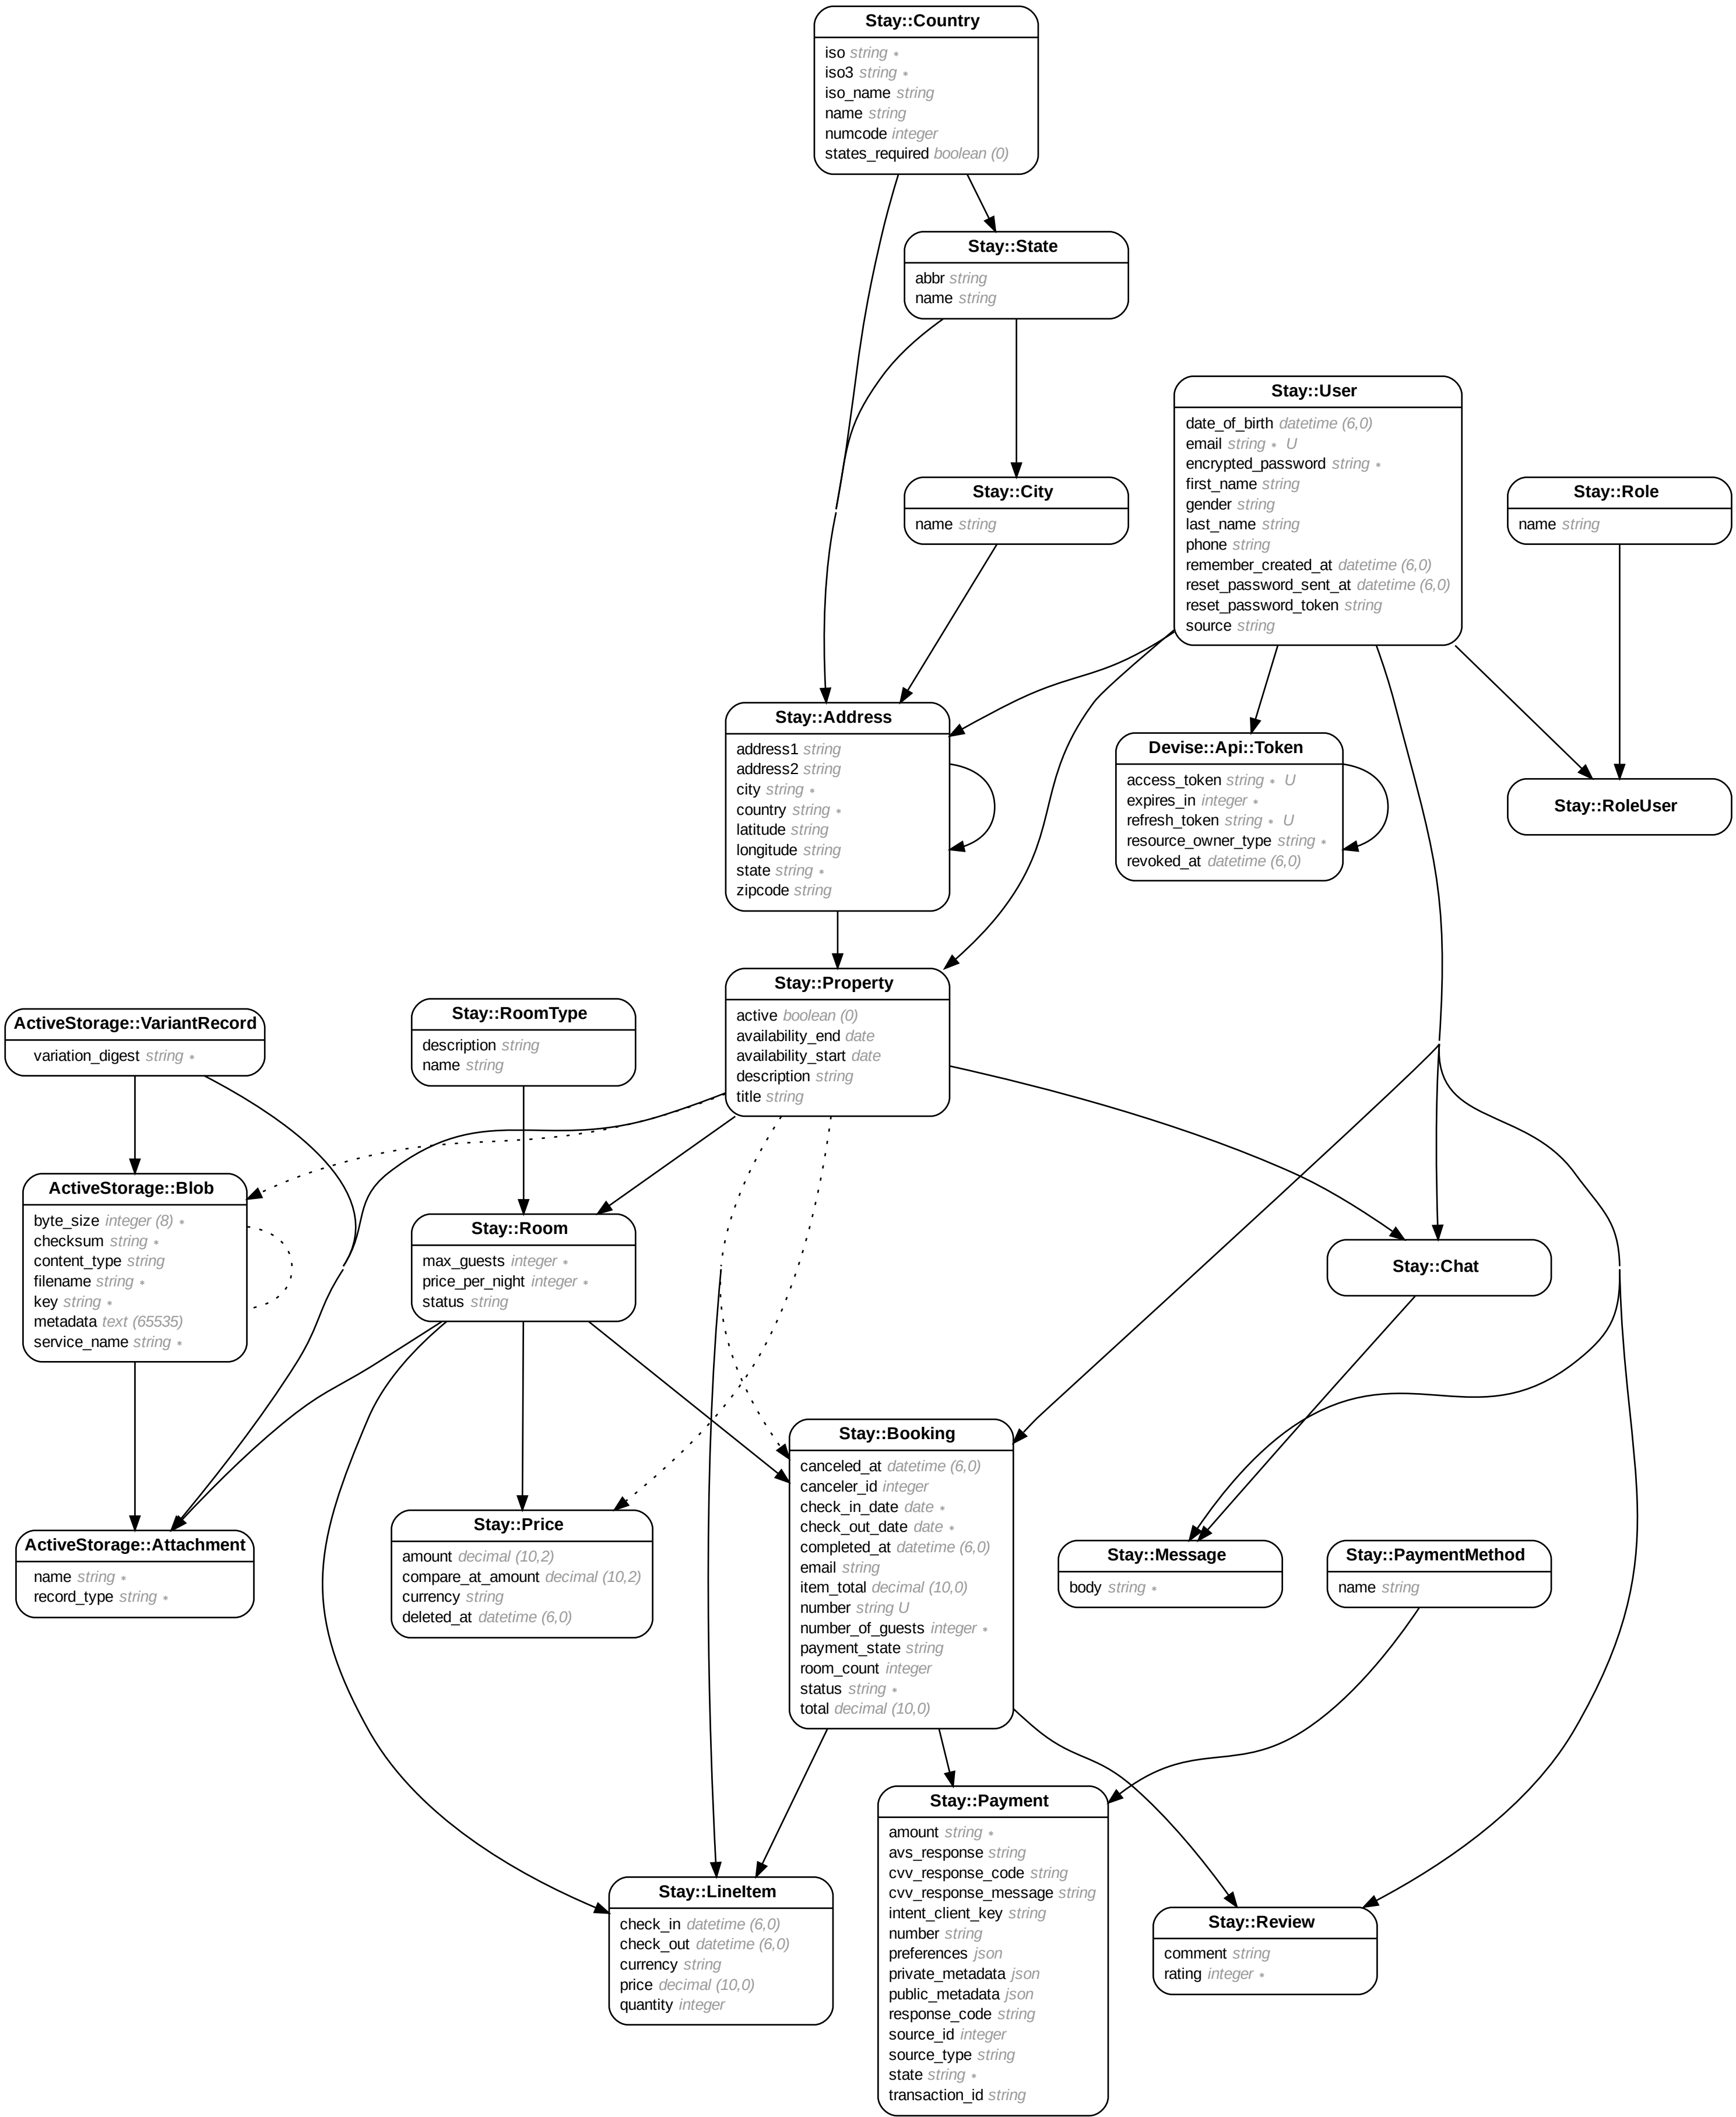 Stay::Country
iso string *
iso3 string *
iso_name string
name string
numcode integer
states_required boolean (0)
Stay::State
abbr string
name string
Stay::User
date_of_birth datetime (6,0)
email string * U
encrypted_password string *
first_name string
gender string
last_name string
phone string
remember_created_at datetime (6,0)
reset_password_sent_at datetime (6,0)
reset_password_token string
source string
Stay::City
name string
Stay::Role
name string
Stay::Address
address1 string
address2 string
city string *
country string *
latitude string
longitude string
state string *
zipcode string
Devise::Api::Token
access_token string * U
expires_in integer *
refresh_token string * U
resource_owner_type string *
revoked_at datetime (6,0)
Stay::RoleUser
Stay::Property
active boolean (0)
availability_end date
availability_start date
description string
title string
ActiveStorage::VariantRecord
variation_digest string *
Stay::RoomType
description string
name string
ActiveStorage::Blob
byte_size integer (8) *
checksum string *
content_type string
filename string *
key string *
metadata text (65535)
service_name string *
Stay::Room
max_guests integer *
price_per_night integer *
status string
Stay::Chat
Stay::Booking
canceled_at datetime (6,0)
canceler_id integer
check_in_date date *
check_out_date date *
completed_at datetime (6,0)
email string
item_total decimal (10,0)
number string U
number_of_guests integer *
payment_state string
room_count integer
status string *
total decimal (10,0)
Stay::Price
amount decimal (10,2)
compare_at_amount decimal (10,2)
currency string
deleted_at datetime (6,0)
ActiveStorage::Attachment
name string *
record_type string *
Stay::Message
body string *
Stay::PaymentMethod
name string
Stay::Payment
amount string *
avs_response string
cvv_response_code string
cvv_response_message string
intent_client_key string
number string
preferences json
private_metadata json
public_metadata json
response_code string
source_id integer
source_type string
state string *
transaction_id string
Stay::LineItem
check_in datetime (6,0)
check_out datetime (6,0)
currency string
price decimal (10,0)
quantity integer
Stay::Review
comment string
rating integer *